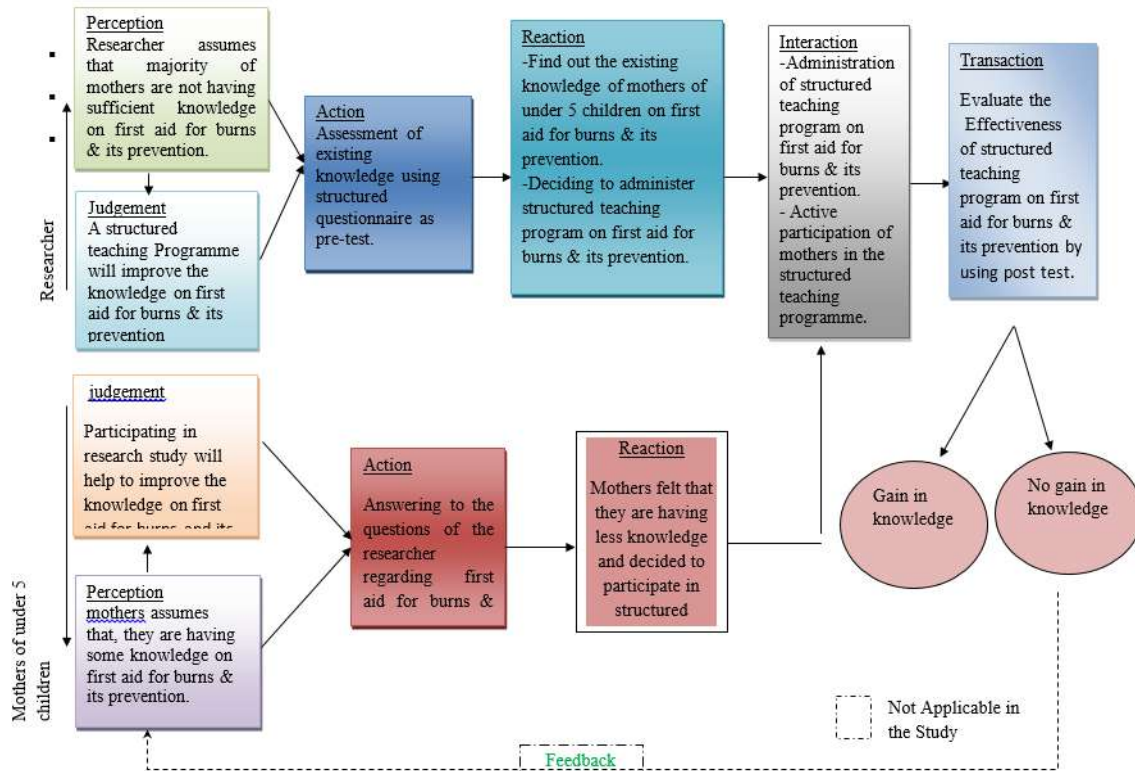 Perception
Researcher assumes
that majority of
mothers are not having
sufficient knowledge
on first aid for burns
& its prevention.
Judgement
A structured
teaching Programme
will improve the
knowledge on first
aid for burns & its
prevention
Researcher
Action
Assessment of
existing
knowledge using
structured
questionnaire as
pre-test.
Reaction
-Find out the existing
knowledge of mothers of
under 5 children on first
aid for burns & its
prevention.
-Deciding to administer
structured teaching
program on first aid for
burns & its prevention.
Interaction
-Administration
of structured
teaching
program on
first aid for
burns & its
prevention.
- Active
participation of
mothers in the
structured
teaching
programme.
Transaction
Evaluate the
Effectiveness
of structured
teaching
program on first
aid for burns &
its prevention by
using post test.
judgement
Participating in
research study will
help to improve the
knowledge on first
aid for burns and its
Perception
mothers assumes
that, they are having
some knowledge on
first aid for burns &
its prevention.
Mothers of under 5
children
Action
Answering to the
questions of the
researcher
regarding first
aid for burns &
Reaction
Mothers felt that
they are having
less knowledge
and decided to
participate in
structured
Gain in
knowledge
No gain in
knowledge
Not Applicable in
the Study
Feedback